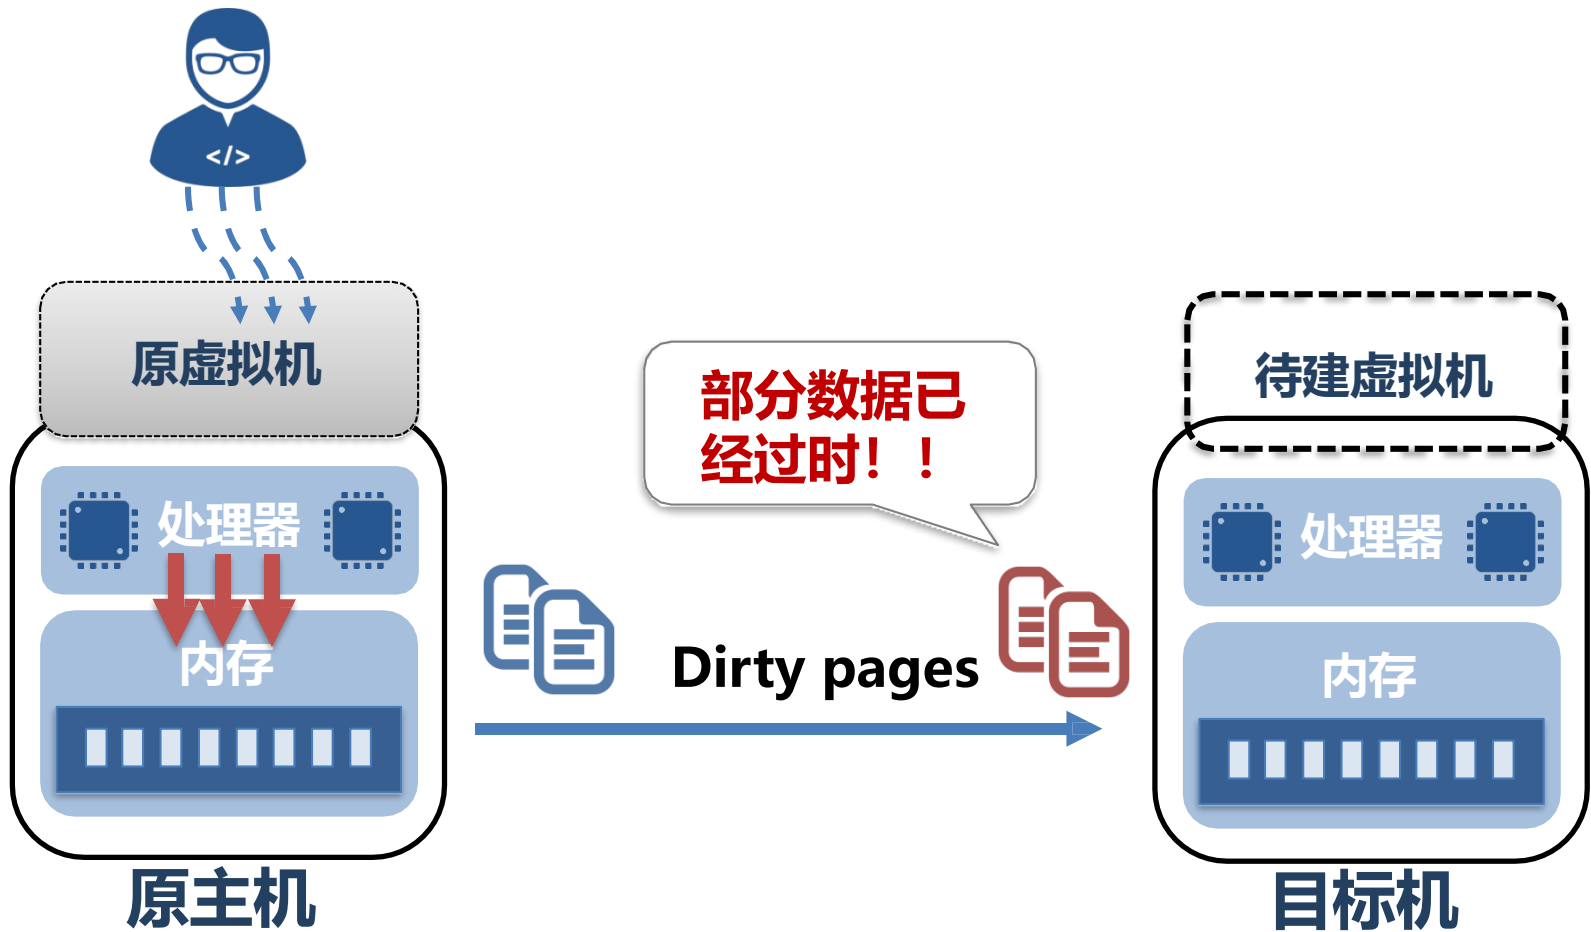 </>
原虚拟机
处理器
内存
原主机
部分数据已
经过时！！
Dirty pages
待建虚拟机
处理器
内存
目标机